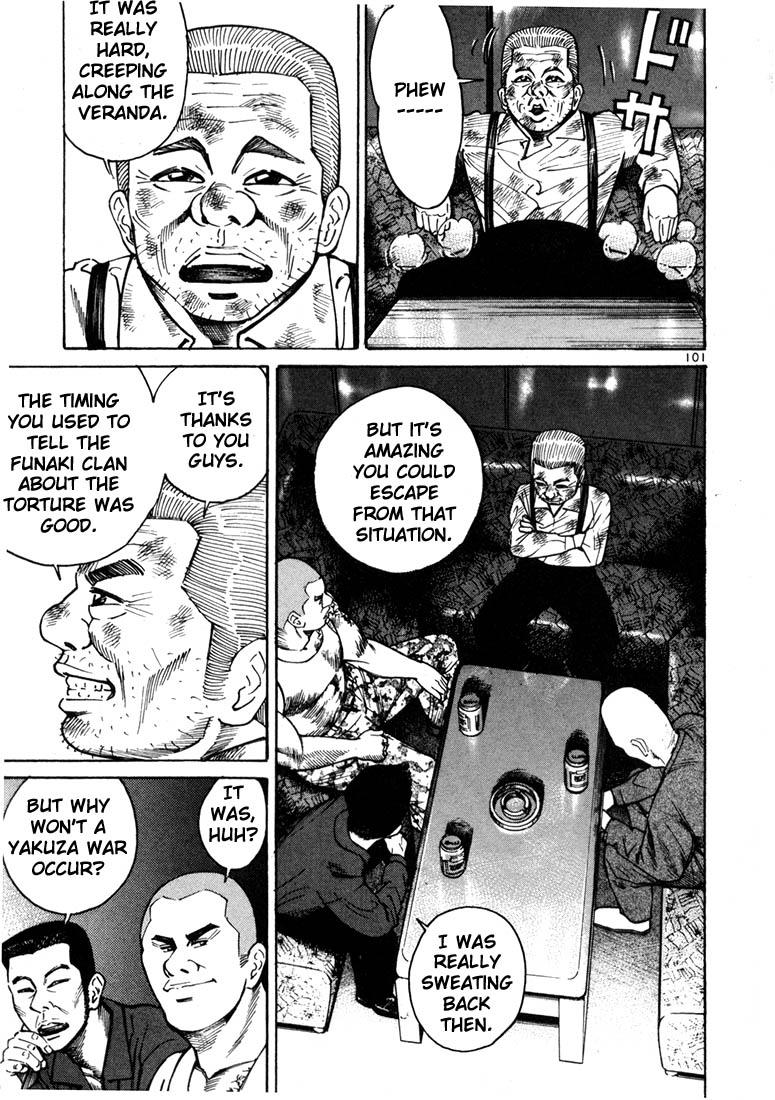 PHEW
-----
ドサ
IT WAS
REALLY
HARD,
CREEPING
ALONG THE
VERANDA.
101
BUT IT'S
AMAZING
YOU COULD
ESCAPE
FROM THAT
SITUATION.
I WAS
REALLY
SWEATING
BACK
THEN.
IT'S
THANKS
TO YOU
GUYS.
THE TIMING
YOU USED TO
TELL THE
FUNAKI CLAN
ABOUT THE
TORTURE WAS
GOOD.
IT
WAS,
HUH?
BUT WHY
WON'T A
YAKUZA WAR
OCCUR?